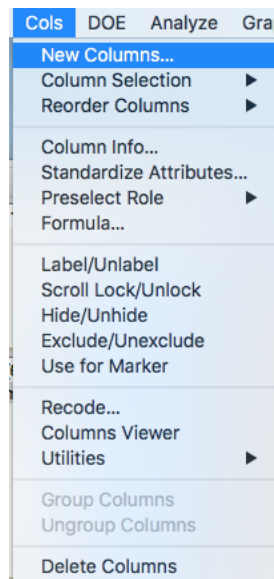 Cols DOE Analyze Gra
New Columns...
Column Selection
Reorder Columns
Column Info...
Standardize Attributes...
Preselect Role
Formula...
Label/Unlabel
Scroll Lock/Unlock
Hide/Unhide
Exclude/Unexclude
Use for Marker
Recode...
Columns Viewer
Utilities
Group Columns
Ungroup Columns
Delete Columns